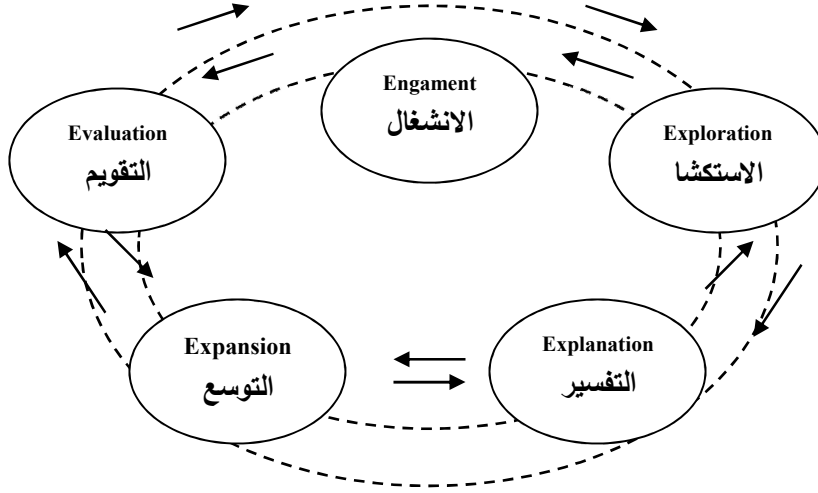 Engament
الانشغال
Evaluation
التقويم
Exploration
الاستكشا
Expansion
التوسع
Explanation
التفسير